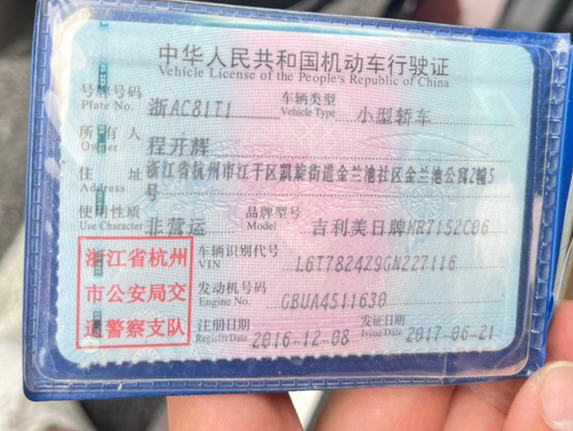 中华人民共和国机动车行驶证
Vehicle License of the People's Republic of China
号牌号码 浙AC81T1 车辆类型 小型轿车
Plate No. Vehicle Type
所有人 程开辉
Owner
住址 浙江省杭州市江干区凯旋街道金兰池社区金兰池公寓2幢5
Address 号
使用性质 非营运 品牌型号 吉利美日牌MR7152C06
Use Character Model
浙江省杭州
市公安局交
通警察支队
车辆识别代号 L6T7824Z9GN227116
VIN
发动机号码 GBUA4511630
Engine No.
注册日期 2016-12-08 发证日期 2017-06-21
Register Date Issue Date